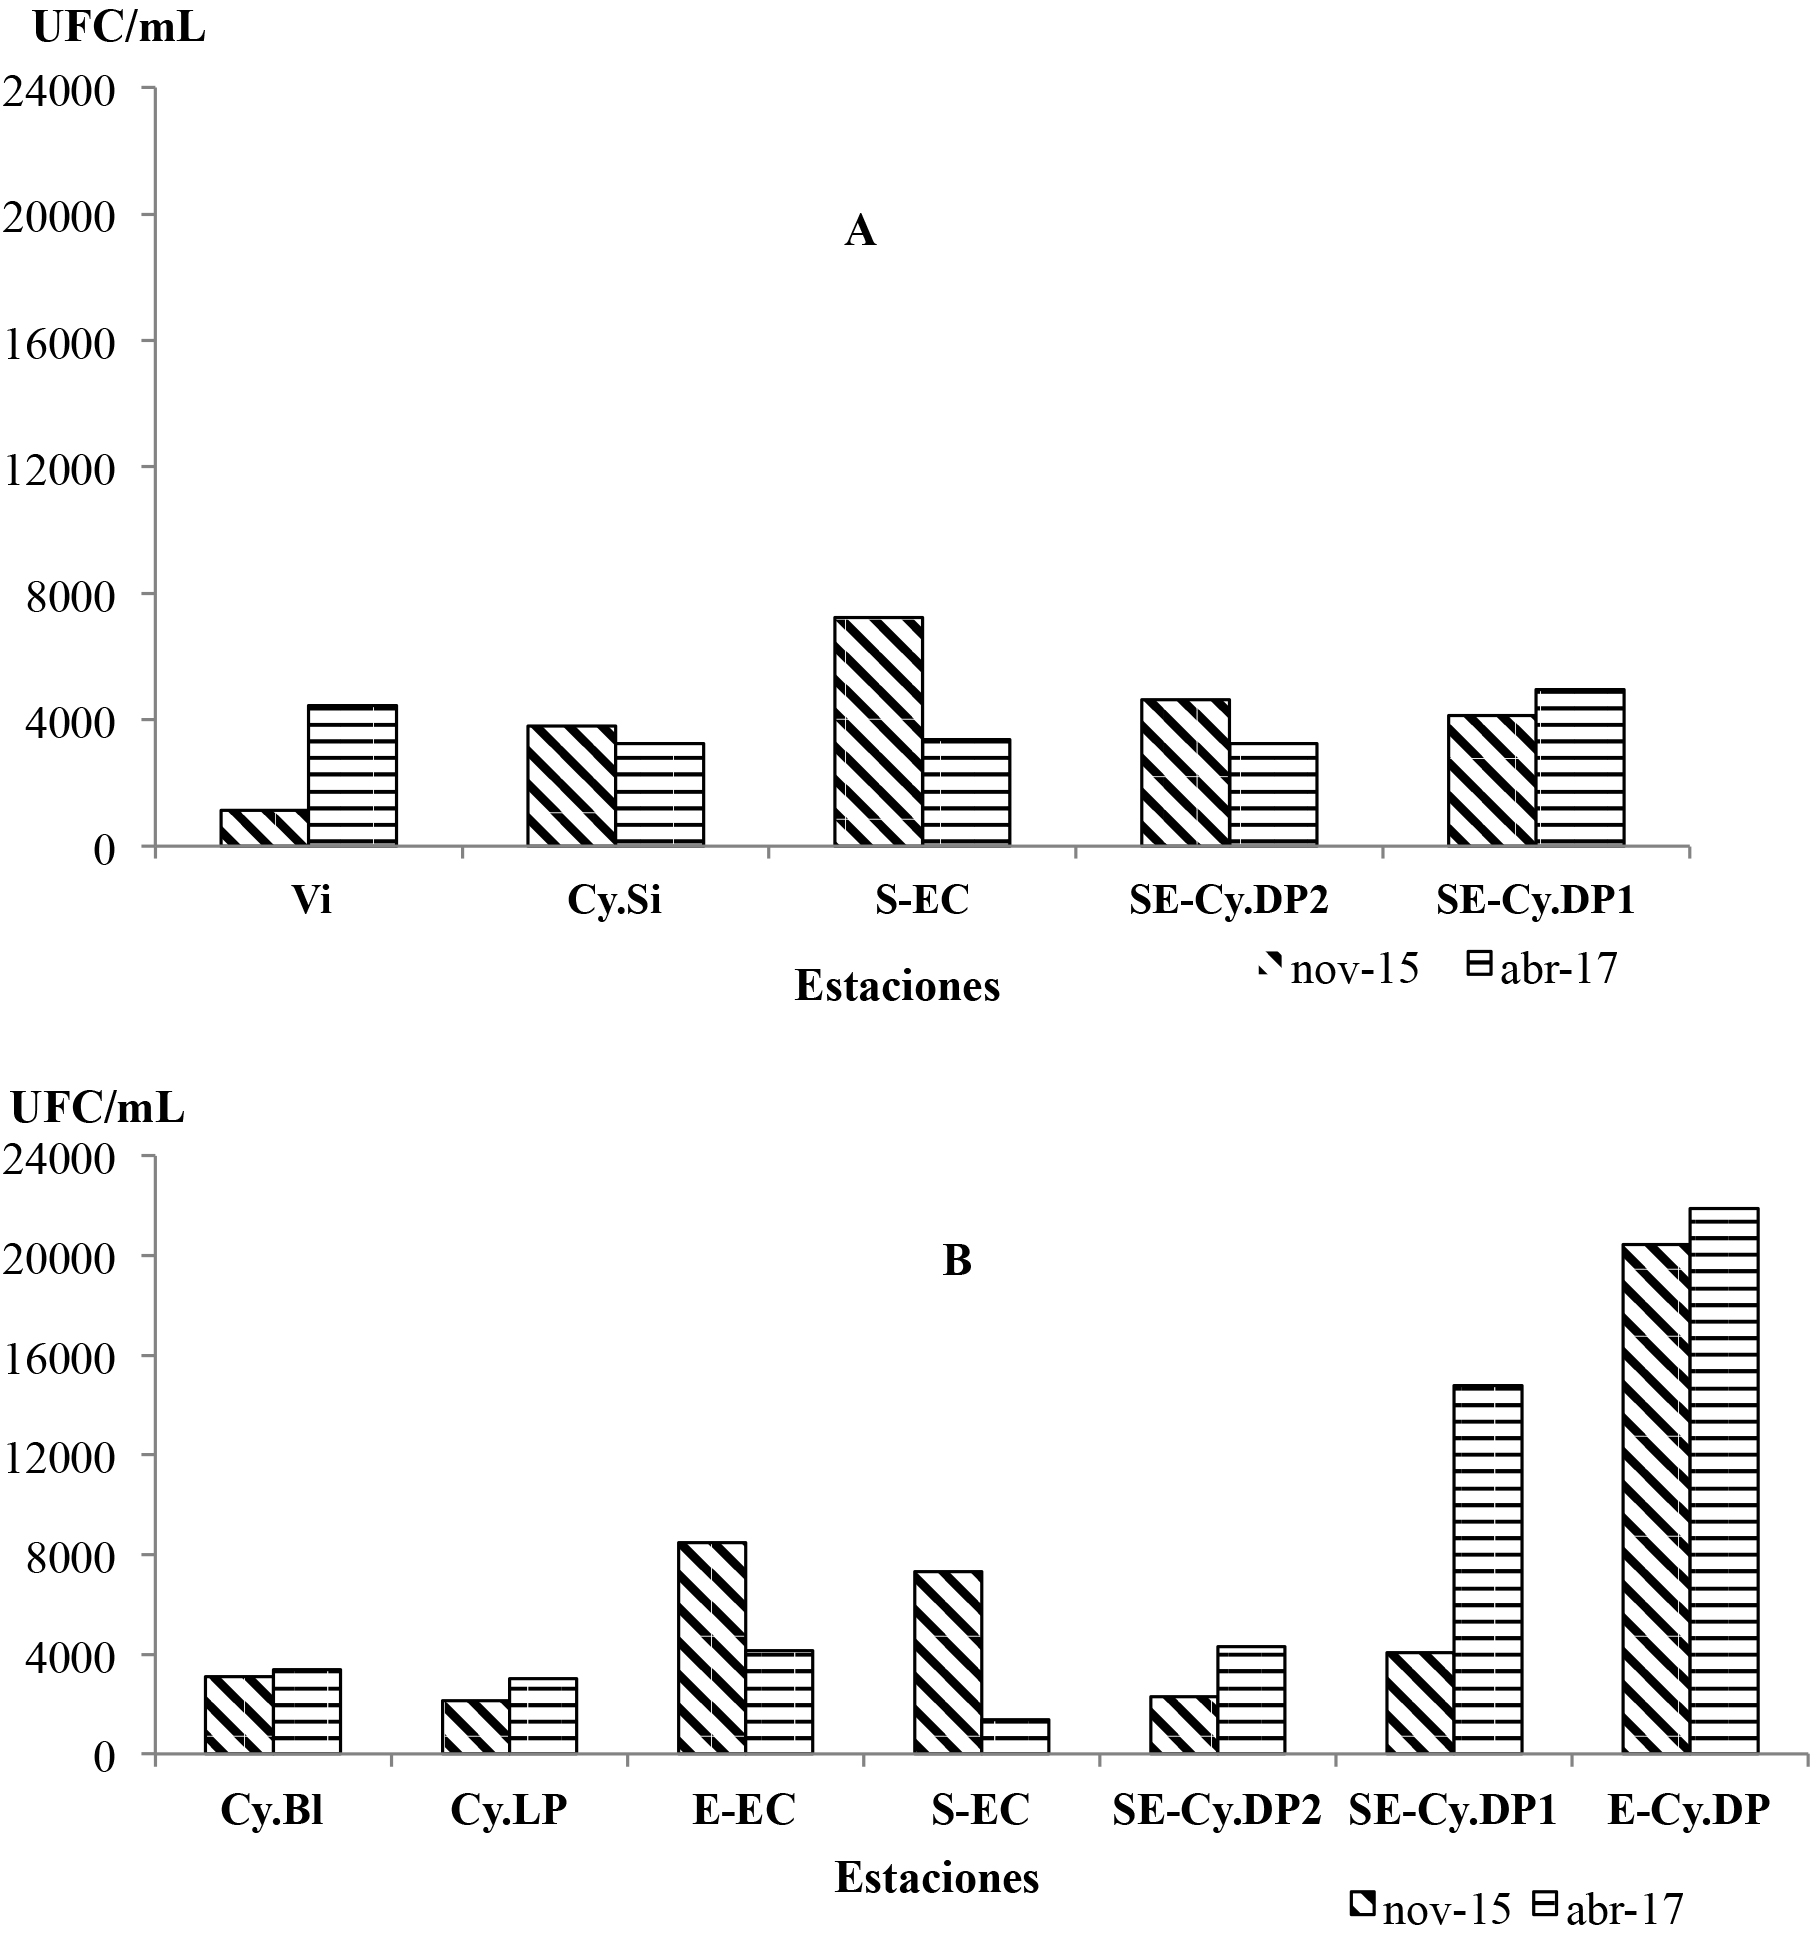 UFC/mL
24000
20000
A
16000
12000
8000
4000
0
Vi Cy.Si S-EC SE-Cy.DP2 SE-Cy.DP1
nov-15 abr-17
Estaciones
UFC/mL
24000
20000
B
16000
12000
8000
4000
0
Cy.Bl Cy.LP E-EC S-EC SE-Cy.DP2 SE-Cy.DP1 E-Cy.DP
Estaciones
nov-15 abr-17